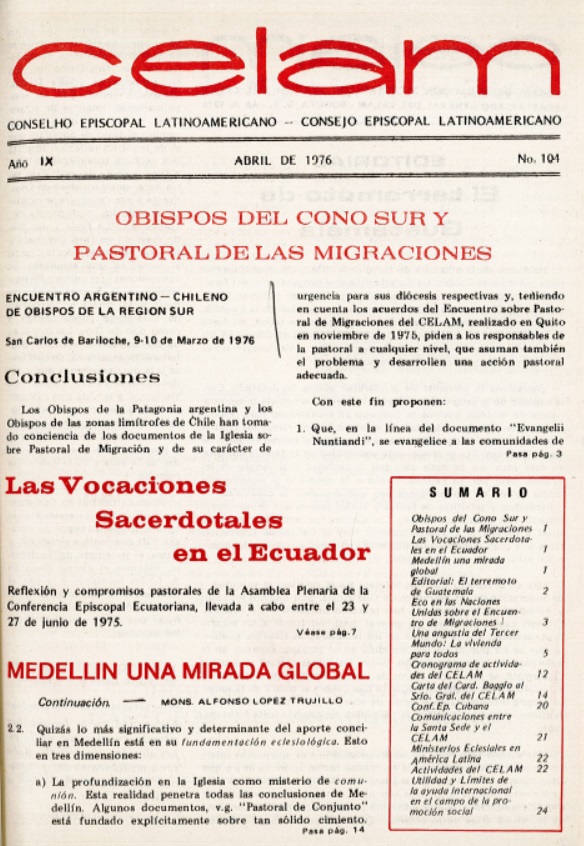 celam
CONSELHO EPISCOPAL LATINOAMERICANO – CONSEJO EPISCOPAL LATINOAMERICANO
Año IX ABRIL DE 1976 No. 104
OBISPOS DEL CONO SUR Y
PASTORAL DE LAS MIGRACIONES
ENCUENTRO ARGENTINO – CHILENO
DE OBISPOS DE LA REGION SUR
San Carlos de Bariloche, 9-10 de Marzo de 1976
Conclusiones
Los Obispos de la Patagonia argentina y los
Obispos de las zonas limítrofes de Chile han toma-
do conciencia de los documentos de la Iglesia so-
bre Pastoral de Migración y de su carácter de
urgencia para sus diócesis respectivas y, teniendo
en cuenta los acuerdos del Encuentro sobre Pasto-
ral de Migraciones del CELAM, realizado en Quito
en noviembre de 1975, piden a los responsables de
la pastoral a cualquier nivel, que asuman también
el problema y desarrollen una acción pastoral
adecuada.
Con este fin proponen:
1. Que, en la línea del documento "Evangelii
Nuntiandi", se evangelice a las comunidades de
Pasa pág. 3
Las Vocaciones
Sacerdotales
en el Ecuador
Reflexión y compromisos pastorales de la Asamblea Plenaria de la
Conferencia Episcopal Ecuatoriana, llevada a cabo entre el 23 y
27 de junio de 1975.
Véase pág. 7
MEDELLIN UNA MIRADA GLOBAL
Continuación. — MONS. ALFONSO LOPEZ TRUJILLO
2.2. Quizás lo más significativo y determinante del aporte conci-
liar en Medellín está en su fundamentación eclesiológica. Esto
en tres dimensiones:
a) La profundización en la Iglesia como misterio de comu-
nión. Esta realidad penetra todas las conclusiones de Me-
dellín. Algunos documentos, v.g. "Pastoral de Conjunto"
está fundado explícitamente sobre tan sólido cimiento.
Pasa pág. 14
SUMARIO
Obispos del Cono Sur y
Pastoral de las Migraciones 1
Las Vocaciones Sacerdota-
les en el Ecuador 1
Medellín una mirada
global 1
Editorial: El terremoto
de Guatemala 2
Eco en las Naciones
Unidas sobre el Encuen-
tro de Migraciones 3
Una angustia del Tercer
Mundo: La vivienda
para todos 5
Cronograma de activida-
des del CELAM 12
Carta del Card. Baggio al
Srio. Gral. del CELAM 14
Conf. Ep. Cubana 20
Comunicaciones entre
la Santa Sede y el
CELAM 21
Ministerios Eclesiales en
América Latina 22
Actividades del CELAM 22
Utilidad y Límites de
la ayuda internacional
en el campo de la pro-
moción social 24